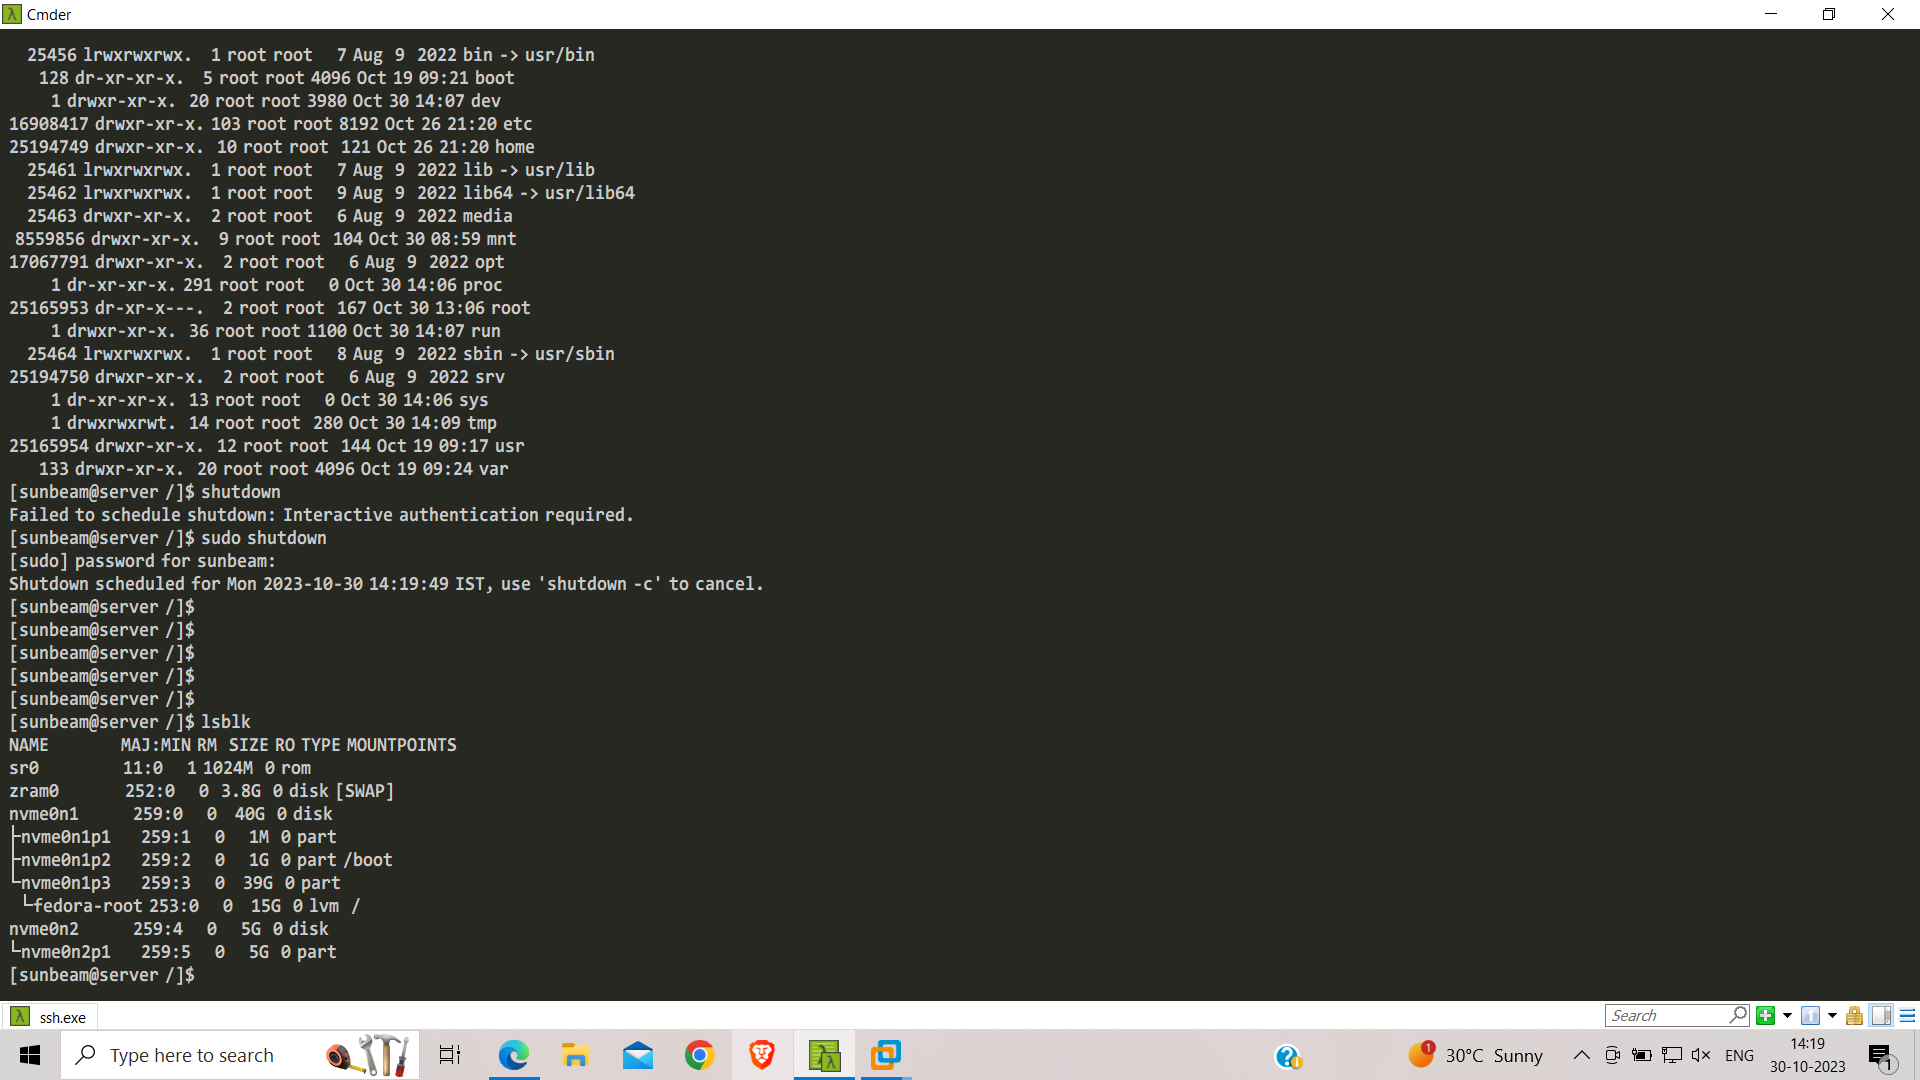 Cmder
25456 lrwxrwxrwx. 1 root root 7 Aug 9 2022 bin -> usr/bin
128 dr-xr-xr-x. 5 root root 4096 Oct 19 09:21 boot
1 drwxr-xr-x. 20 root root 3980 Oct 30 14:07 dev
16908417 drwxr-xr-x. 103 root root 8192 Oct 26 21:20 etc
25194749 drwxr-xr-x. 10 root root 121 Oct 26 21:20 home
25461 lrwxrwxrwx. 1 root root 7 Aug 9 2022 lib -> usr/lib
25462 lrwxrwxrwx. 1 root root 9 Aug 9 2022 lib64 -> usr/lib64
25463 drwxr-xr-x. 2 root root 6 Aug 9 2022 media
8559856 drwxr-xr-x. 9 root root 104 Oct 30 08:59 mnt
17067791 drwxr-xr-x. 2 root root 6 Aug 9 2022 opt
1 dr-xr-xr-x. 291 root root 0 Oct 30 14:06 proc
25165953 dr-xr-x---. 2 root root 167 Oct 30 13:06 root
1 drwxr-xr-x. 36 root root 1100 Oct 30 14:07 run
25464 lrwxrwxrwx. 1 root root 8 Aug 9 2022 sbin -> usr/sbin
25194750 drwxr-xr-x. 2 root root 6 Aug 9 2022 srv
1 dr-xr-xr-x. 13 root root 0 Oct 30 14:06 sys
1 drwxrwxrwt. 14 root root 280 Oct 30 14:09 tmp
25165954 drwxr-xr-x. 12 root root 144 Oct 19 09:17 usr
133 drwxr-xr-x. 20 root root 4096 Oct 19 09:24 var
[sunbeam@server /]$ shutdown
Failed to schedule shutdown: Interactive authentication required.
[sunbeam@server /]$ sudo shutdown
[sudo] password for sunbeam:
Shutdown scheduled for Mon 2023-10-30 14:19:49 IST, use 'shutdown -c' to cancel.
[sunbeam@server /]$
[sunbeam@server /]$
[sunbeam@server /]$
[sunbeam@server /]$
[sunbeam@server /]$
[sunbeam@server /]$ lsblk
NAME MAJ:MIN RM SIZE RO TYPE MOUNTPOINTS
sr0 11:0 1 1024M 0 rom
zram0 252:0 0 3.8G 0 disk [SWAP]
nvme0n1 259:0 0 40G 0 disk
├─nvme0n1p1 259:1 0 1M 0 part
├─nvme0n1p2 259:2 0 1G 0 part /boot
└─nvme0n1p3 259:3 0 39G 0 part
└─fedora-root 253:0 0 15G 0 lvm /
nvme0n2 259:4 0 5G 0 disk
└─nvme0n2p1 259:5 0 5G 0 part
[sunbeam@server /]$
ssh.exe
Search
Type here to search
1
30°C Sunny
ENG
14:19
30-10-2023
1